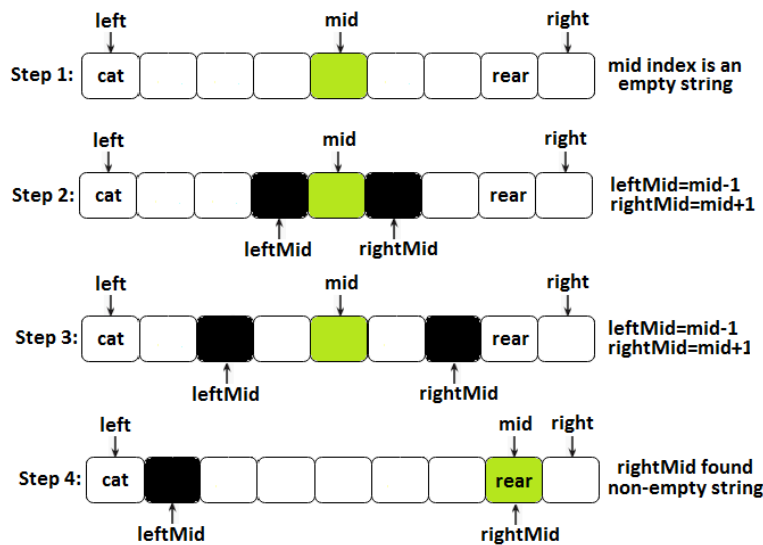 left mid right
Step 1: cat rear mid index is an
empty string
left mid right
Step 2: cat rear leftMid=mid-1
rightMid=mid+1
leftMid rightMid
left mid right
Step 3: cat rear leftMid=mid-1
rightMid=mid+1
leftMid rightMid
left mid right
Step 4: cat rear rightMid found
non-empty string
leftMid rightMid